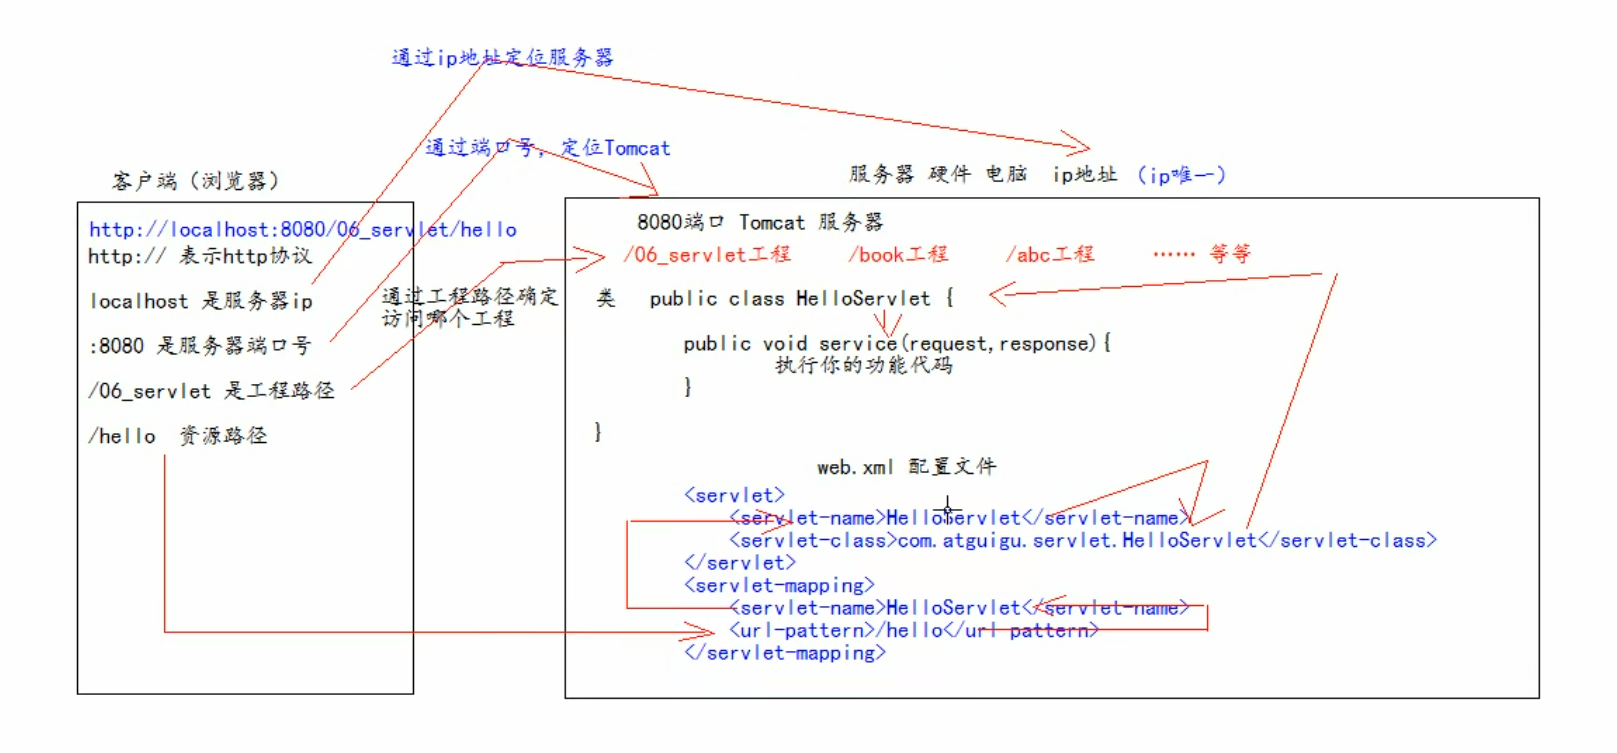 通过ip地址定位服务器
通过端口号，定位Tomcat
客户端（浏览器）
服务器 硬件 电脑 ip地址 （ip唯一）
http://localhost:8080/06_servlet/hello
http:// 表示http协议
localhost 是服务器ip
:8080 是服务器端口号
/06_servlet 是工程路径
/hello 资源路径
通过工程路径确定
访问哪个工程
8080端口 Tomcat 服务器
/06_servlet工程 /book工程 /abc工程 …… 等等
类 public class HelloServlet {
public void service(request,response){
执行你的功能代码
}
}
web.xml 配置文件
<servlet>
<servlet-name>HelloServlet</servlet-name>
<servlet-class>com.atguigu.servlet.HelloServlet</servlet-class>
</servlet>
<servlet-mapping>
<servlet-name>HelloServlet</servlet-name>
<url-pattern>/hello</url-pattern>
</servlet-mapping>